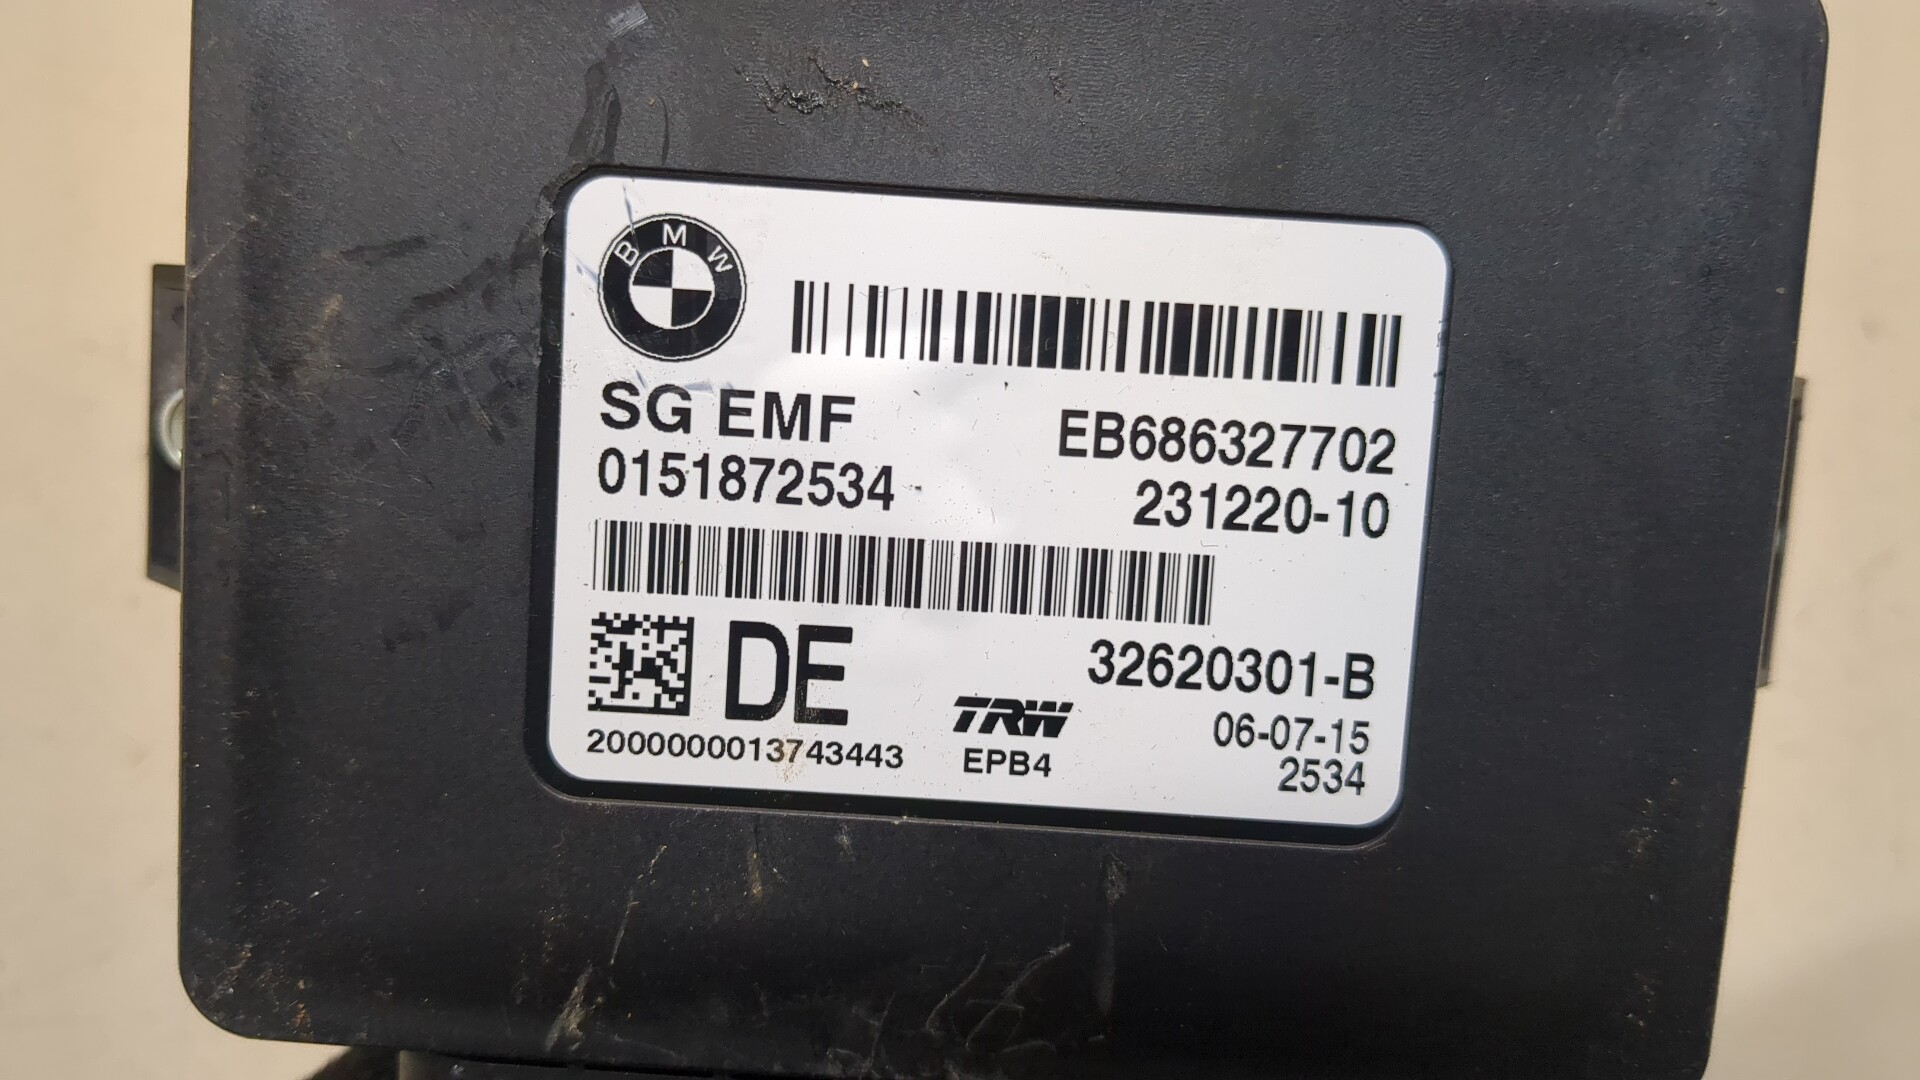 BMW
SG EMF
EB686327702
0151872534
231220-10
DE
32620301-B
TRW
06-07-15
2000000013743443
EPB4
2534